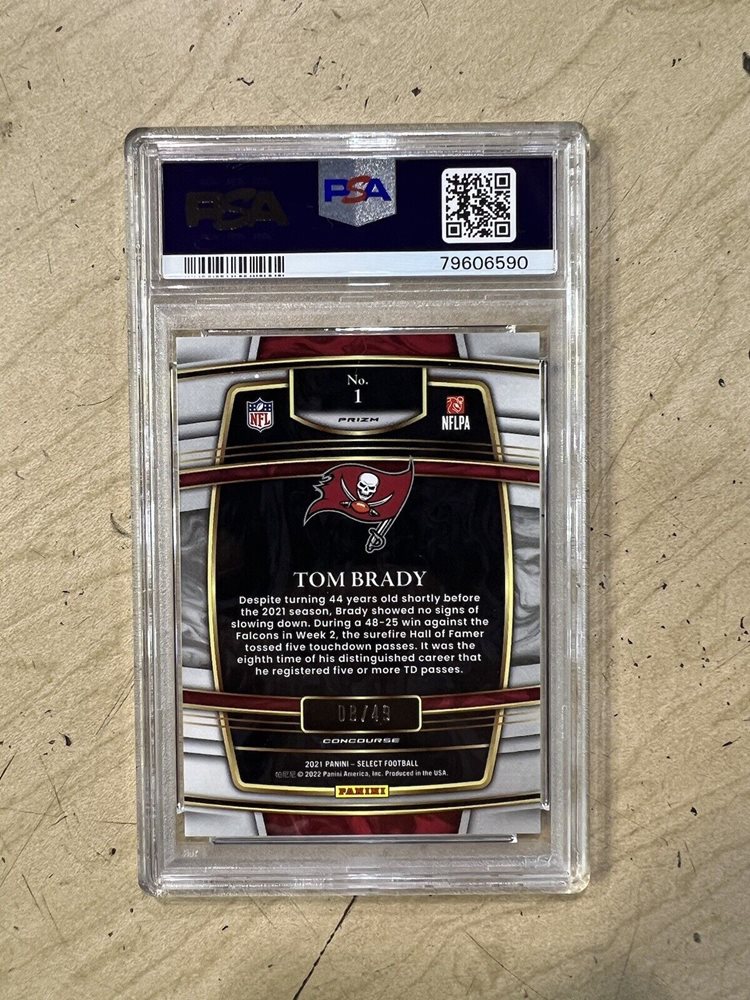 PSA
PSA
79606590
No.
1
PRIZM
NFL
NFLPA
TOM BRADY
Despite turning 44 years old shortly before
the 2021 season, Brady showed no signs of
slowing down. During a 48-25 win against the
Falcons in Week 2, the surefire Hall of Famer
tossed five touchdown passes. It was the
eighth time of his distinguished career that
he registered five or more TD passes.
CONCOURSE
2021 PANINI – SELECT FOOTBALL
帕尼尼 © 2022 Panini America, Inc. Produced in the USA.
PANINI